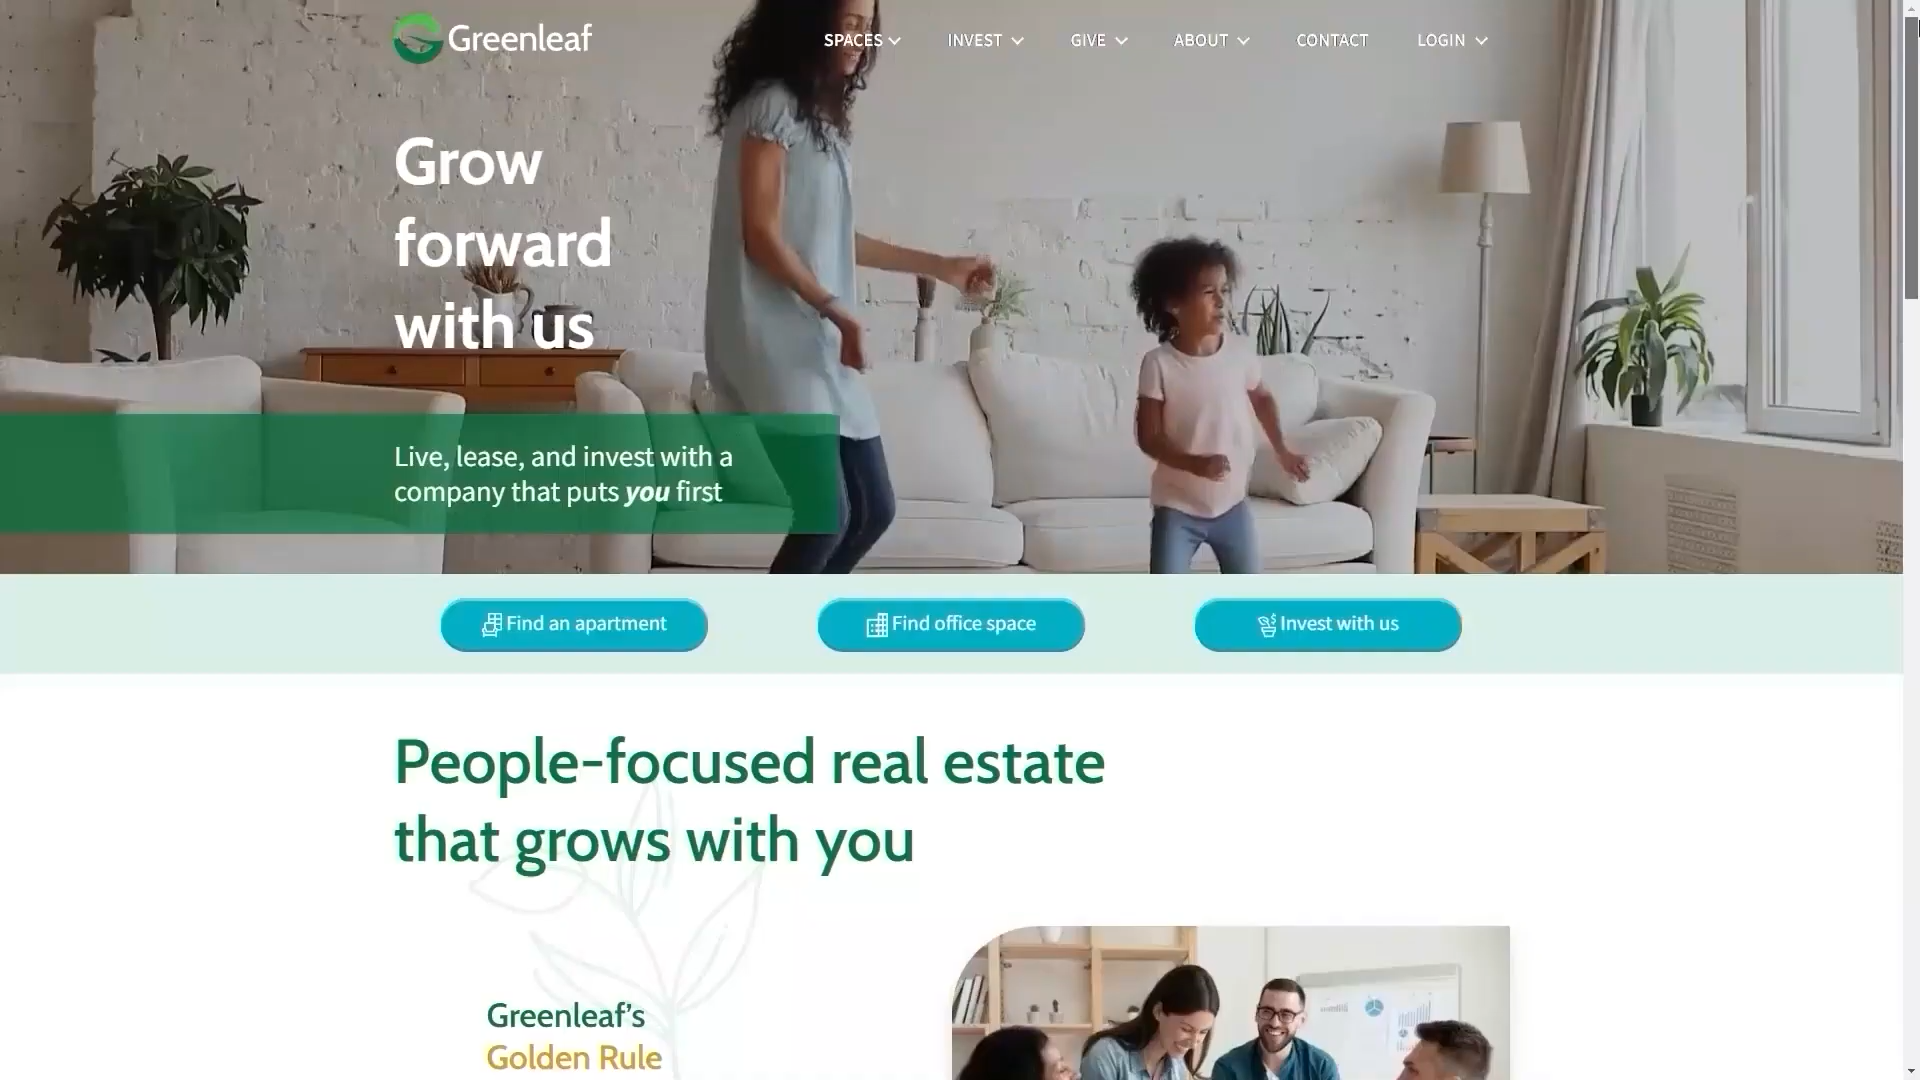 Greenleaf
SPACES
INVEST
GIVE
ABOUT
CONTACT
LOGIN
Grow
forward
with us
Live, lease, and invest with a
company that puts you first
Find an apartment
Find office space
Invest with us
People-focused real estate
that grows with you
Greenleaf’s
Golden Rule